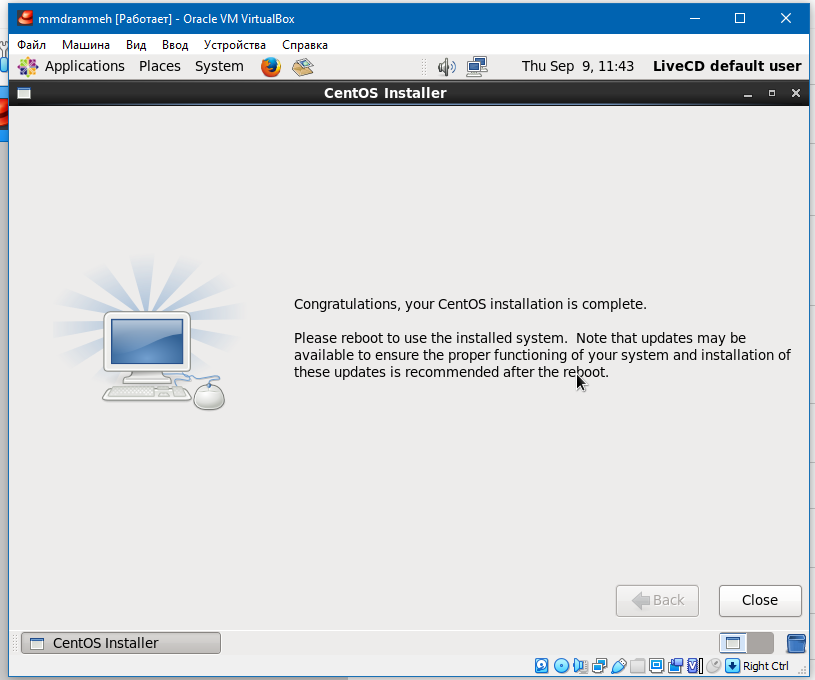 mmdrammeh [Работает] - Oracle VM VirtualBox
Файл Машина Вид Ввод Устройства Справка
Applications Places System Thu Sep 9, 11:43 LiveCD default user
CentOS Installer
Congratulations, your CentOS installation is complete.
Please reboot to use the installed system. Note that updates may be
available to ensure the proper functioning of your system and installation of
these updates is recommended after the reboot.
Back Close
CentOS Installer
Right Ctrl